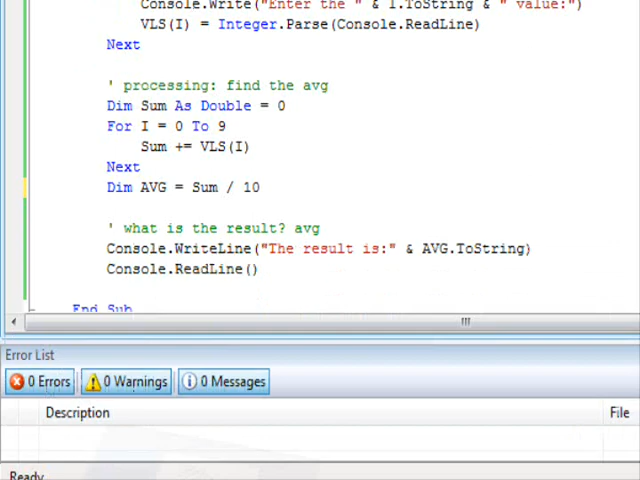 Console.Write("Enter the " & I.ToString & " value:")
VLS(I) = Integer.Parse(Console.ReadLine)
Next
' processing: find the avg
Dim Sum As Double = 0
For I = 0 To 9
Sum += VLS(I)
Next
Dim AVG = Sum / 10
' what is the result? avg
Console.WriteLine("The result is:" & AVG.ToString)
Console.ReadLine()
End Sub
Error List
0 Errors
0 Warnings
0 Messages
Description
File
Ready